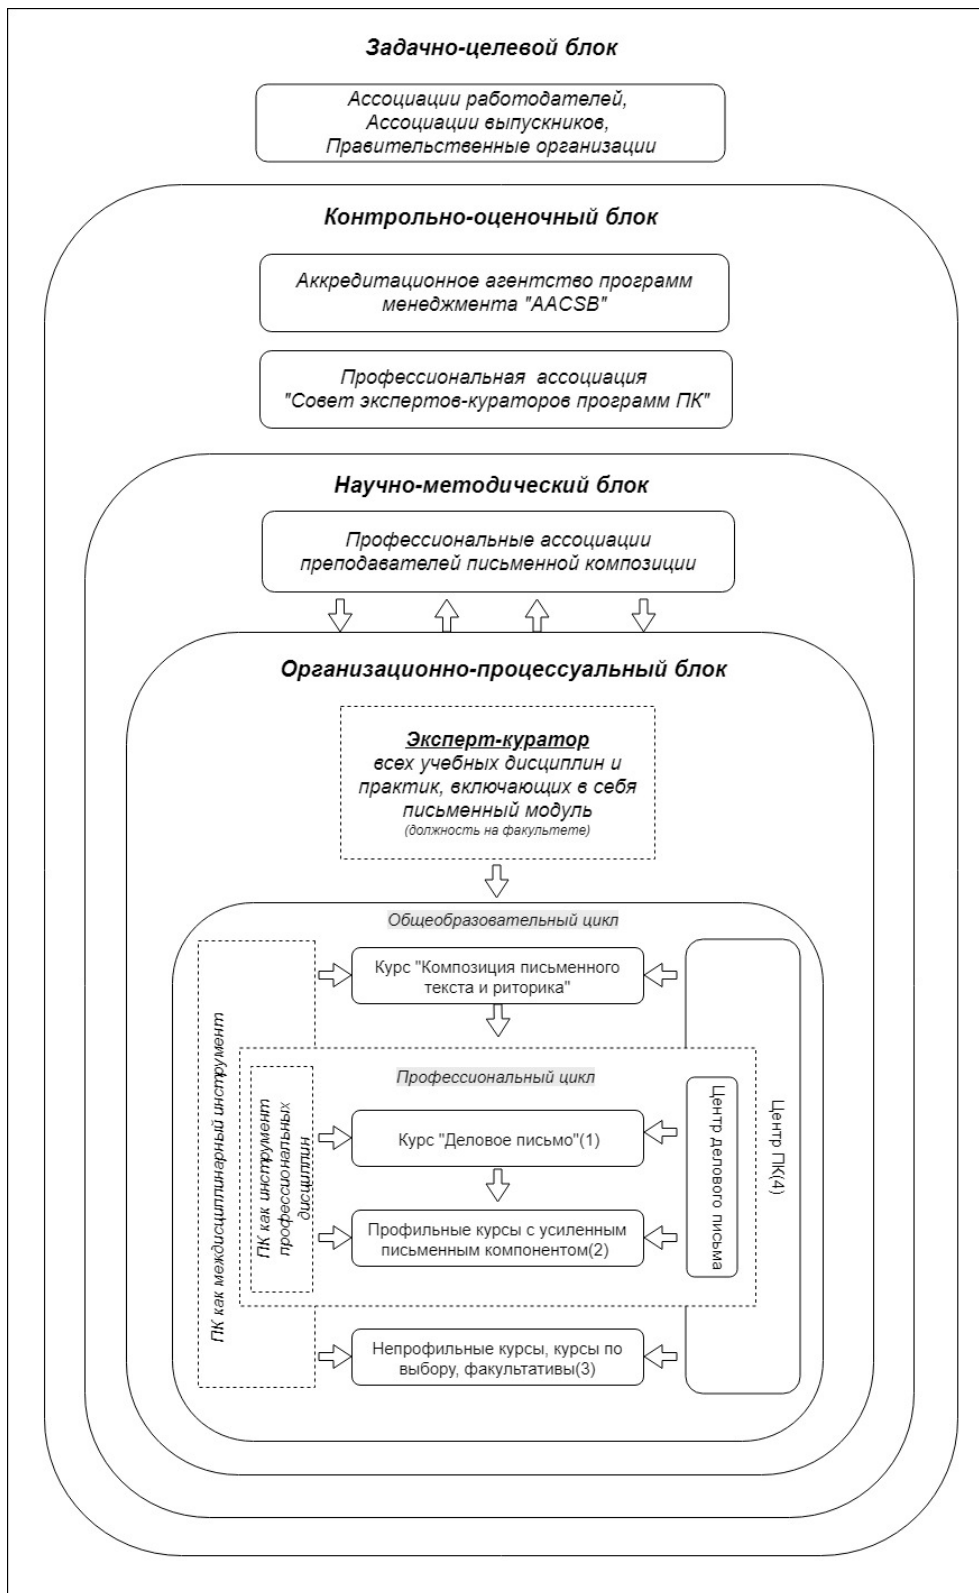 Задачно-целевой блок
Ассоциации работодателей,
Ассоциации выпускников,
Правительственные организации
Контрольно-оценочный блок
Аккредитационное агентство программ
менеджмента "AACSB"
Профессиональная ассоциация
"Совет экспертов-кураторов программ ПК"
Научно-методический блок
Профессиональные ассоциации
преподавателей письменной композиции
Организационно-процессуальный блок
Эксперт-куратор
всех учебных дисциплин и
практик, включающих в себя
письменный модуль
(должность на факультете)
Общеобразовательный цикл
ПК как междисциплинарный инструмент
Курс "Композиция письменного
текста и риторика"
Центр ПК(4)
Профессиональный цикл
ПК как инструмент
профессиональных
дисциплин
Курс "Деловое письмо"(1)
Центр делового письма
Профильные курсы с усиленным
письменным компонентом(2)
Непрофильные курсы, курсы по
выбору, факультативы(3)